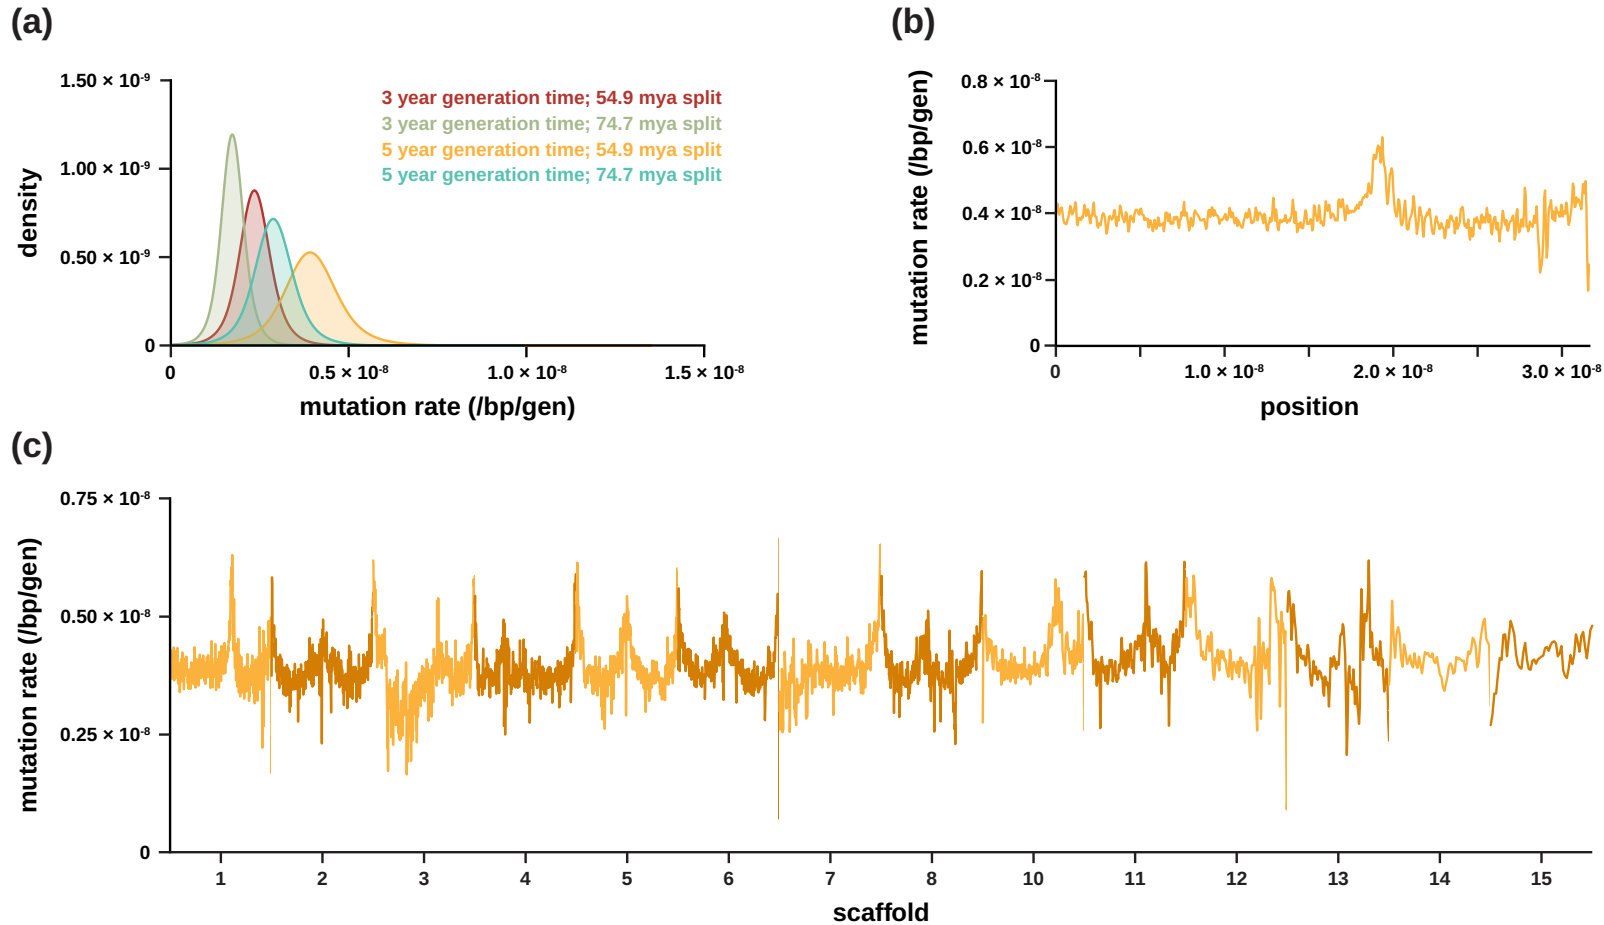 (a)
1.50 × 10-9
1.00 × 10-9
0.50 × 10-9
0
density
3 year generation time; 54.9 mya split
3 year generation time; 74.7 mya split
5 year generation time; 54.9 mya split
5 year generation time; 74.7 mya split
0
0.5 × 10-8
1.0 × 10-8
1.5 × 10-8
mutation rate (/bp/gen)
(b)
0.8 × 10-8
0.6 × 10-8
0.4 × 10-8
0.2 × 10-8
0
mutation rate (/bp/gen)
0
1.0 × 10-8
2.0 × 10-8
3.0 × 10-8
position
(c)
0.75 × 10-8
0.50 × 10-8
0.25 × 10-8
0
mutation rate (/bp/gen)
1 2 3 4 5 6 7 8 10 11 12 13 14 15
scaffold